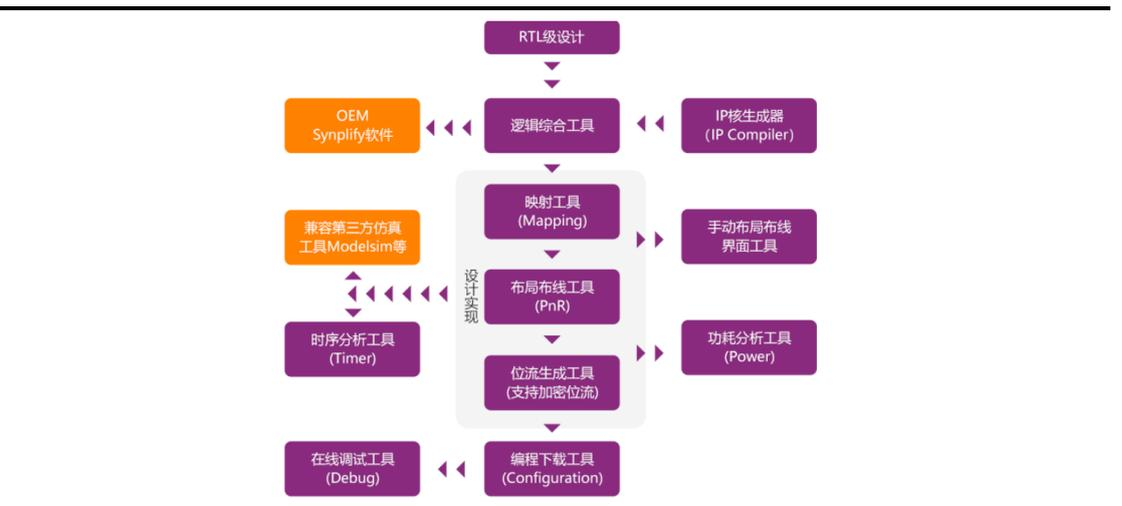 RTL级设计
OEM
Synplify软件
逻辑综合工具
IP核生成器
（IP Compiler）
映射工具
(Mapping)
兼容第三方仿真
工具Modelsim等
手动布局布线
界面工具
设计实现
布局布线工具
(PnR)
时序分析工具
(Timer)
功耗分析工具
(Power)
位流生成工具
(支持加密位流)
在线调试工具
(Debug)
编程下载工具
(Configuration)